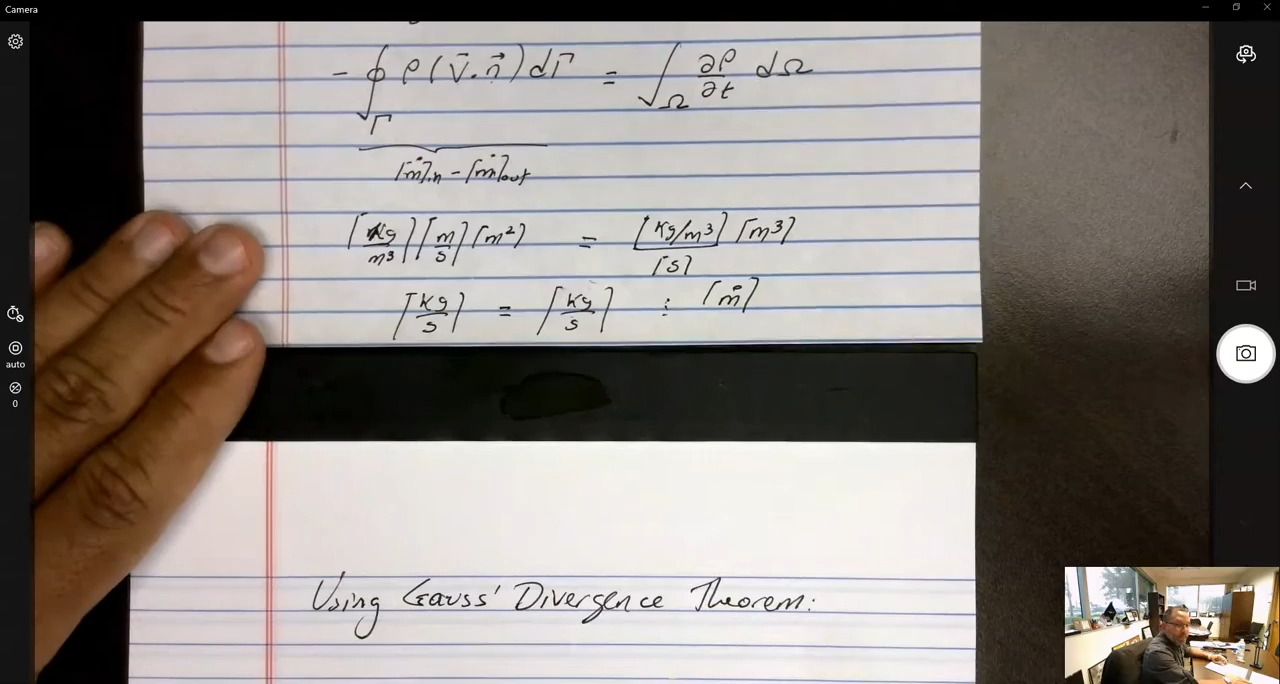 Camera
- ∮_Γ ρ (v⃗ · n⃗) dΓ = ∫_Ω ∂ρ/∂t dΩ
[ṁ]in - [ṁ]out
[kg/m³] [m/s] [m²] = [kg/m³] [m³] / [s]
[kg/s] = [kg/s] : [ṁ]
auto
0
Using Gauss' Divergence Theorem: